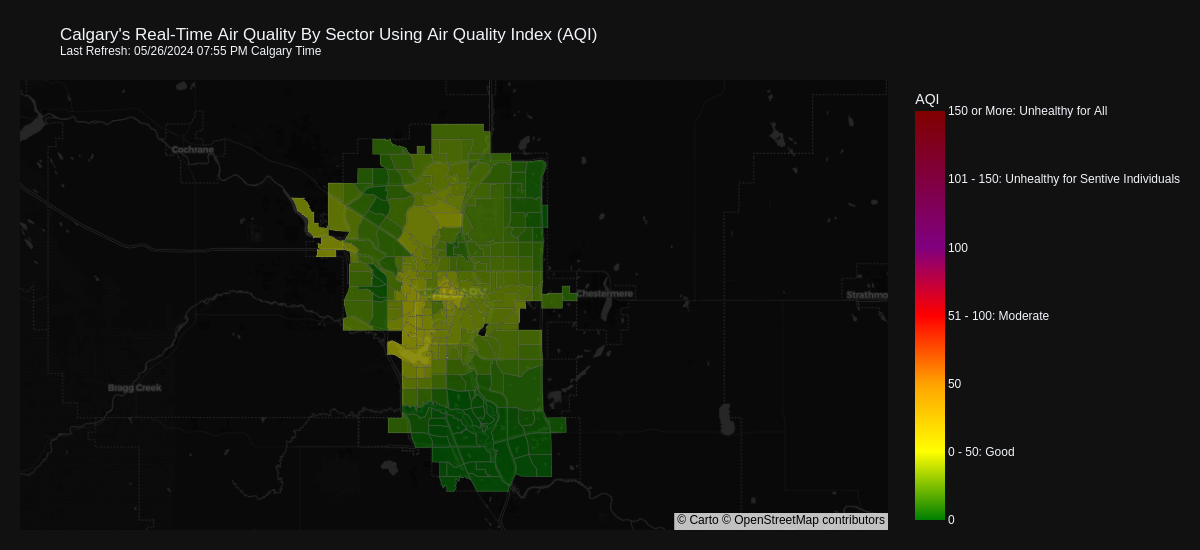 Calgary's Real-Time Air Quality By Sector Using Air Quality Index (AQI)
Last Refresh: 05/26/2024 07:55 PM Calgary Time
AQI
150 or More: Unhealthy for All
101 - 150: Unhealthy for Sentive Individuals
100
51 - 100: Moderate
50
0 - 50: Good
0
Cochrane
CALGARY
Chestermere
Strathmo
Bragg Creek
© Carto © OpenStreetMap contributors